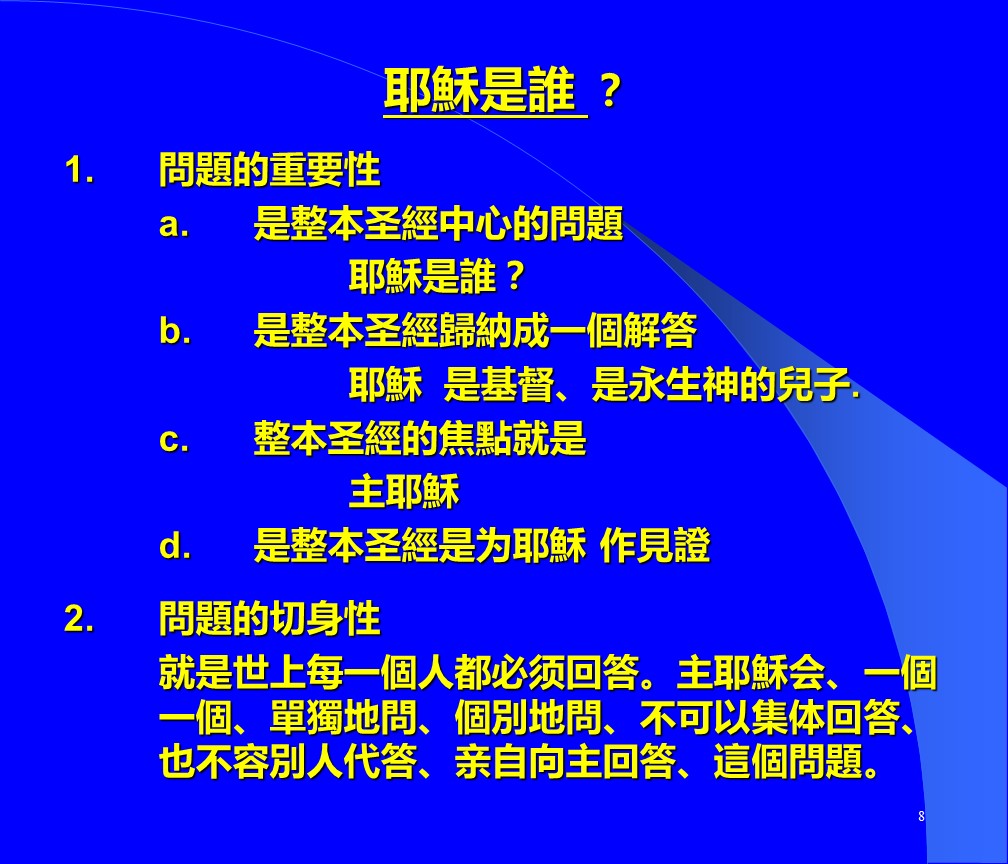 耶穌是誰 ?
1. 問題的重要性
a. 是整本圣經中心的問題
耶穌是誰?
b. 是整本圣經歸納成一個解答
耶穌 是基督、是永生神的兒子.
c. 整本圣經的焦點就是
主耶穌
d. 是整本圣經是为耶穌 作見證
2. 問題的切身性
就是世上每一個人都必须回答。主耶穌会、一個
一個、單獨地問、個別地問、不可以集体回答、
也不容別人代答、亲自向主回答、這個問題。
8